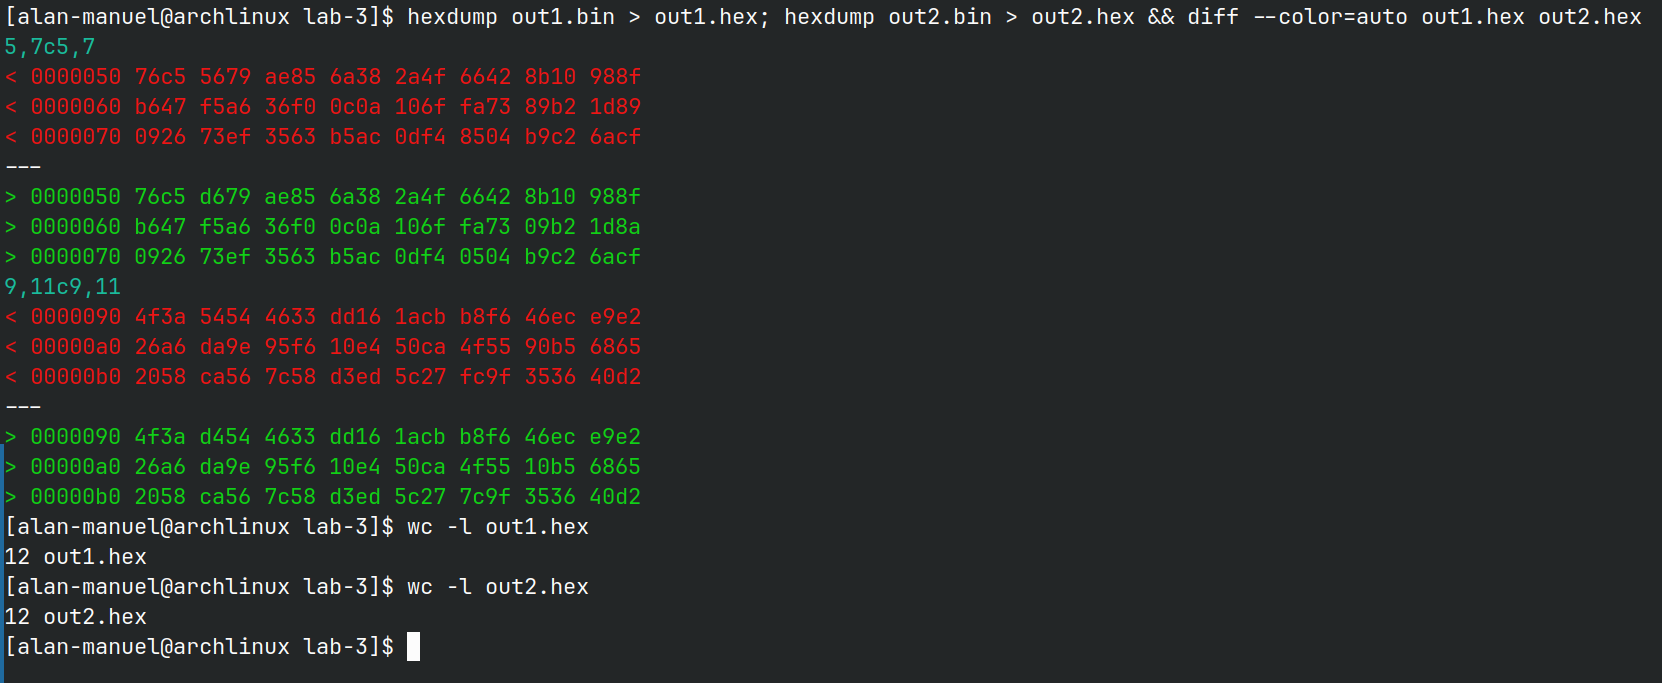 [alan-manuel@archlinux lab-3]$ hexdump out1.bin > out1.hex; hexdump out2.bin > out2.hex && diff --color=auto out1.hex out2.hex
5,7c5,7
< 0000050 76c5 5679 ae85 6a38 2a4f 6642 8b10 988f
< 0000060 b647 f5a6 36f0 0c0a 106f fa73 89b2 1d89
< 0000070 0926 73ef 3563 b5ac 0df4 8504 b9c2 6acf
---
> 0000050 76c5 d679 ae85 6a38 2a4f 6642 8b10 988f
> 0000060 b647 f5a6 36f0 0c0a 106f fa73 09b2 1d8a
> 0000070 0926 73ef 3563 b5ac 0df4 0504 b9c2 6acf
9,11c9,11
< 0000090 4f3a 5454 4633 dd16 1acb b8f6 46ec e9e2
< 00000a0 26a6 da9e 95f6 10e4 50ca 4f55 90b5 6865
< 00000b0 2058 ca56 7c58 d3ed 5c27 fc9f 3536 40d2
---
> 0000090 4f3a d454 4633 dd16 1acb b8f6 46ec e9e2
> 00000a0 26a6 da9e 95f6 10e4 50ca 4f55 10b5 6865
> 00000b0 2058 ca56 7c58 d3ed 5c27 7c9f 3536 40d2
[alan-manuel@archlinux lab-3]$ wc -l out1.hex
12 out1.hex
[alan-manuel@archlinux lab-3]$ wc -l out2.hex
12 out2.hex
[alan-manuel@archlinux lab-3]$